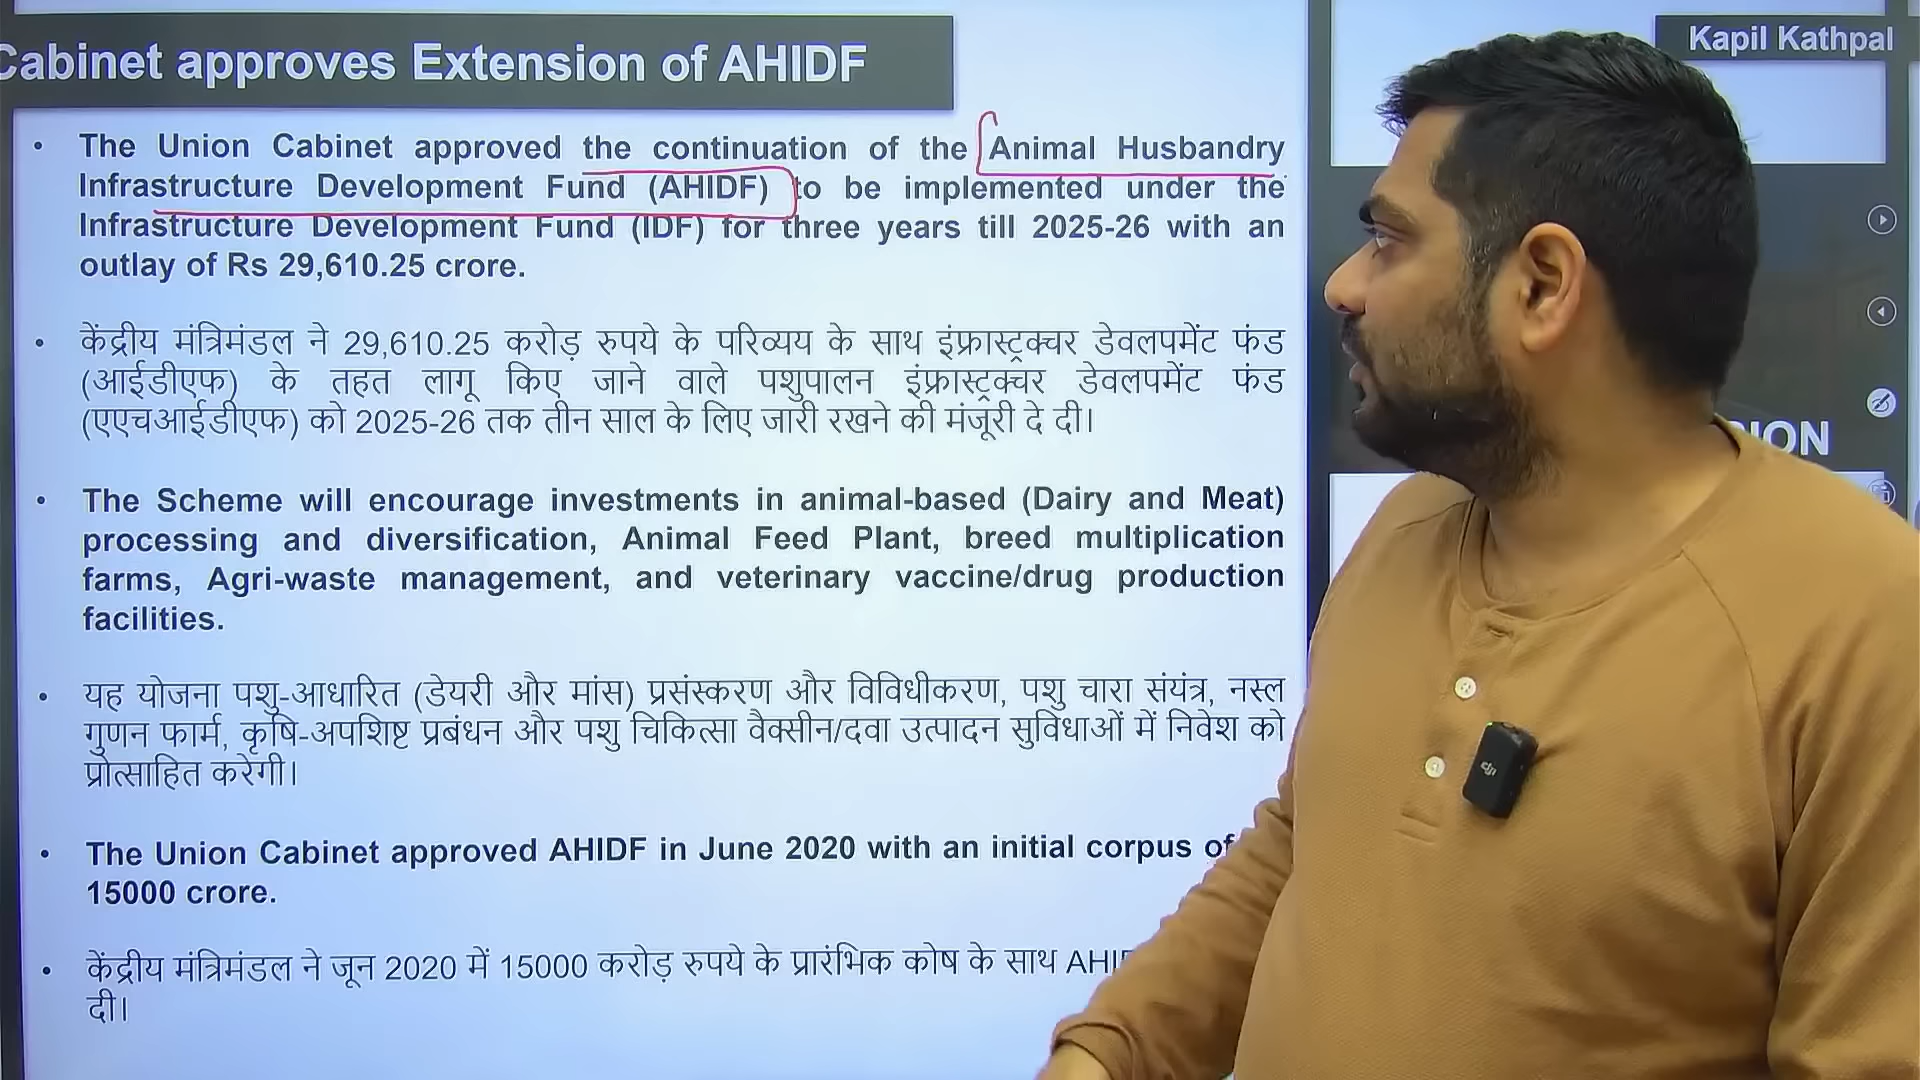 Cabinet approves Extension of AHIDF
Kapil Kathpal
• The Union Cabinet approved the continuation of the Animal Husbandry
Infrastructure Development Fund (AHIDF) to be implemented under the
Infrastructure Development Fund (IDF) for three years till 2025-26 with an
outlay of Rs 29,610.25 crore.
• केंद्रीय मंत्रिमंडल ने 29,610.25 करोड़ रुपये के परिव्यय के साथ इंफ्रास्ट्रक्चर डेवलपमेंट फंड
(आईडीएफ) के तहत लागू किए जाने वाले पशुपालन इंफ्रास्ट्रक्चर डेवलपमेंट फंड
(एएचआईडीएफ) को 2025-26 तक तीन साल के लिए जारी रखने की मंजूरी दे दी।
• The Scheme will encourage investments in animal-based (Dairy and Meat)
processing and diversification, Animal Feed Plant, breed multiplication
farms, Agri-waste management, and veterinary vaccine/drug production
facilities.
• यह योजना पशु-आधारित (डेयरी और मांस) प्रसंस्करण और विविधीकरण, पशु चारा संयंत्र, नस्ल
गुणन फार्म, कृषि-अपशिष्ट प्रबंधन और पशु चिकित्सा वैक्सीन/दवा उत्पादन सुविधाओं में निवेश को
प्रोत्साहित करेगी।
• The Union Cabinet approved AHIDF in June 2020 with an initial corpus of
15000 crore.
• केंद्रीय मंत्रिमंडल ने जून 2020 में 15000 करोड़ रुपये के प्रारंभिक कोष के साथ
दी।
dji